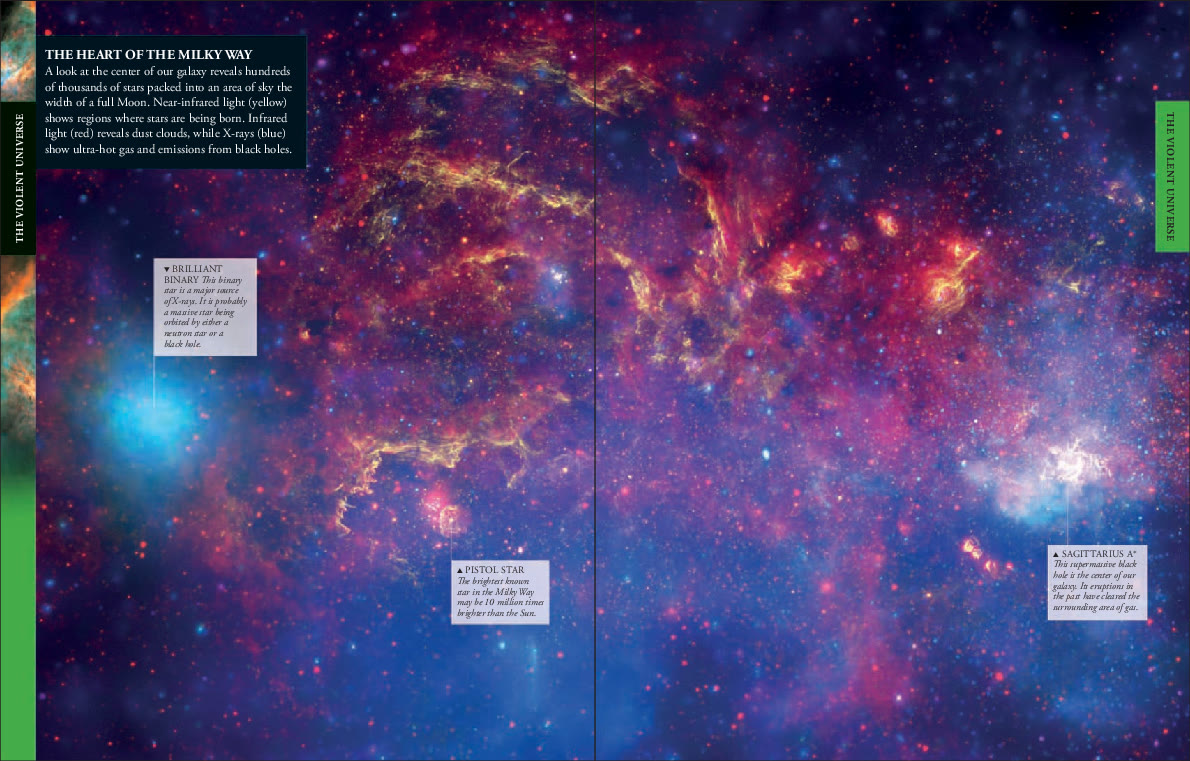 THE HEART OF THE MILKY WAY
A look at the center of our galaxy reveals hundreds
of thousands of stars packed into an area of sky the
width of a full Moon. Near-infrared light (yellow)
shows regions where stars are being born. Infrared
light (red) reveals dust clouds, while X-rays (blue)
show ultra-hot gas and emissions from black holes.
THE VIOLENT UNIVERSE
▼ BRILLIANT
BINARY This binary
star is a major source
of X-rays. It is probably
a massive star being
orbited by either a
neutron star or a
black hole.
▲ PISTOL STAR
The brightest known
star in the Milky Way
may be 10 million times
brighter than the Sun.
▲ SAGITTARIUS A*
This supermassive black
hole is the center of our
galaxy. Its eruptions in
the past have cleared the
surrounding area of gas.
THE VIOLENT UNIVERSE